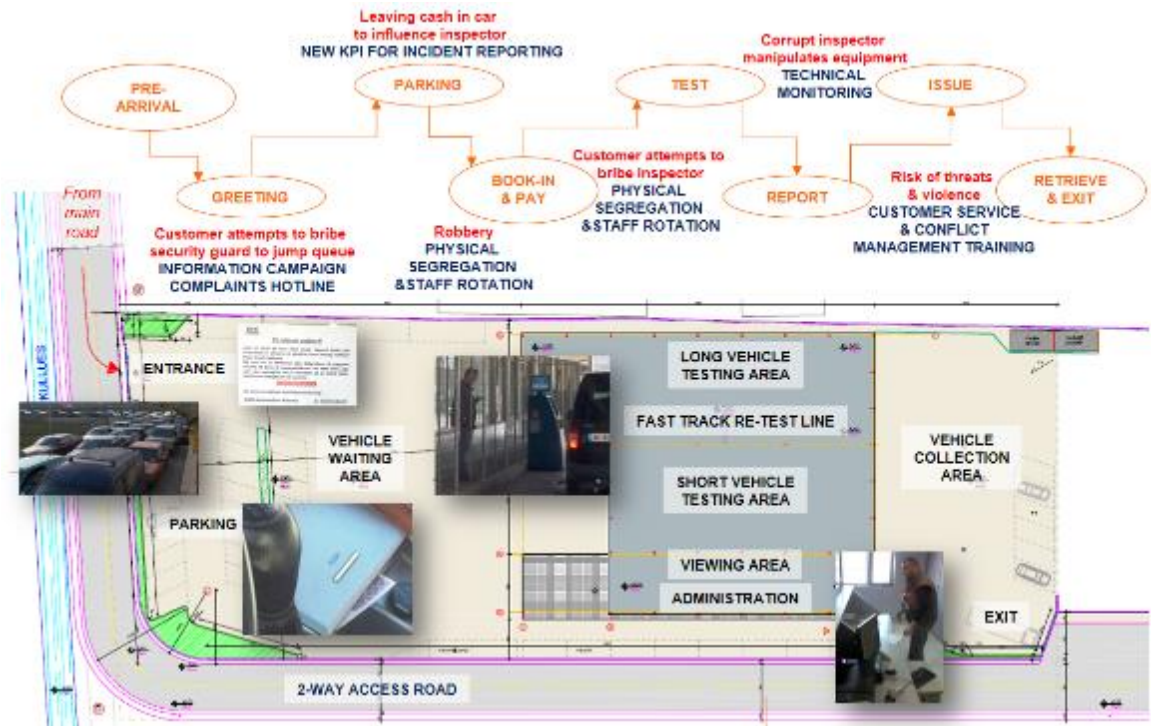 Leaving cash in car
to influence inspector
NEW KPI FOR INCIDENT REPORTING
Corrupt inspector
manipulates equipment
TECHNICAL
MONITORING
PRE-
ARRIVAL
PARKING
TEST
ISSUE
GREETING
BOOK-IN
& PAY
Customer attempts to
bribe inspector
PHYSICAL
SEGREGATION
&STAFF ROTATION
REPORT
Risk of threats
& violence
CUSTOMER SERVICE
& CONFLICT
MANAGEMENT TRAINING
RETRIEVE
& EXIT
From
main
road
Customer attempts to bribe
security guard to jump queue
INFORMATION CAMPAIGN
COMPLAINTS HOTLINE
Robbery
PHYSICAL
SEGREGATION
&STAFF ROTATION
ENTRANCE
LONG VEHICLE
TESTING AREA
FAST TRACK RE-TEST LINE
VEHICLE
WAITING
AREA
VEHICLE
COLLECTION
AREA
SHORT VEHICLE
TESTING AREA
PARKING
VIEWING AREA
ADMINISTRATION
EXIT
2-WAY ACCESS ROAD